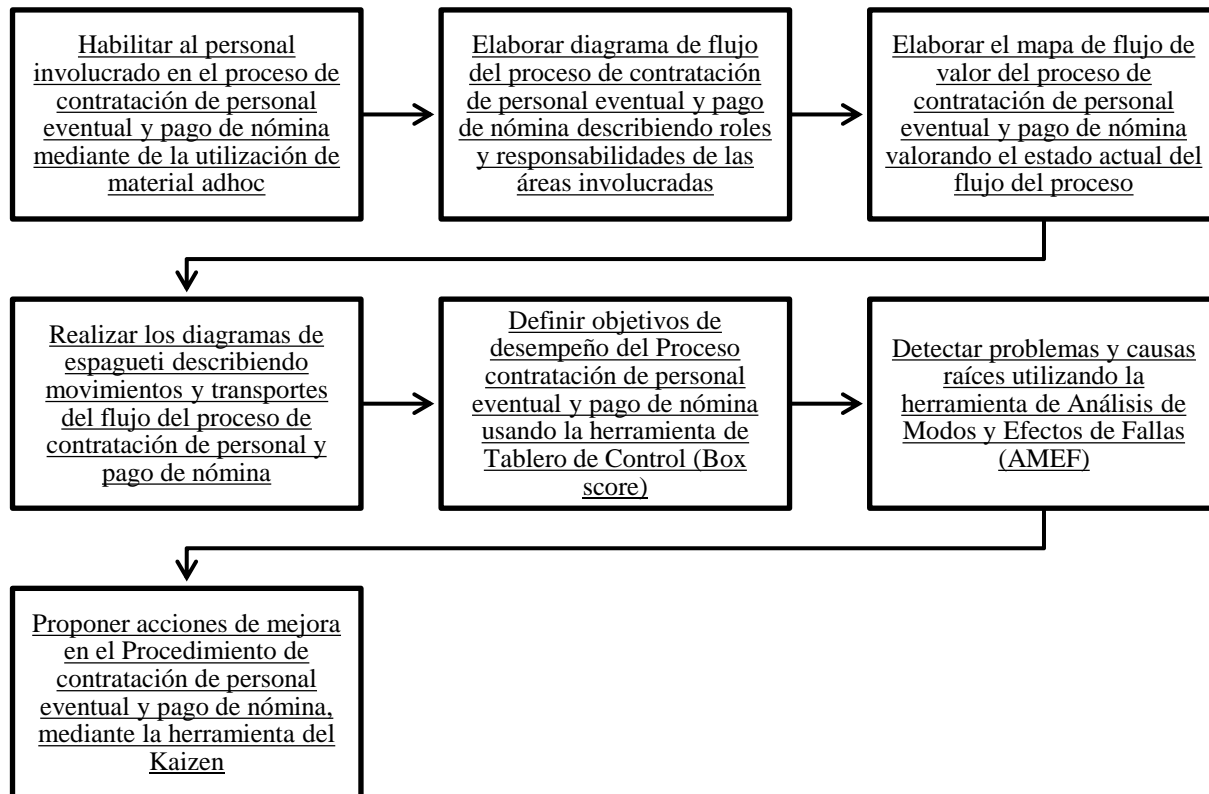 Habilitar al personal
involucrado en el proceso de
contratación de personal
eventual y pago de nómina
mediante de la utilización de
material adhoc
Elaborar diagrama de flujo
del proceso de contratación
de personal eventual y pago
de nómina describiendo roles
y responsabilidades de las
áreas involucradas
Elaborar el mapa de flujo de
valor del proceso de
contratación de personal
eventual y pago de nómina
valorando el estado actual del
flujo del proceso
Realizar los diagramas de
espagueti describiendo
movimientos y transportes
del flujo del proceso de
contratación de personal y
pago de nómina
Definir objetivos de
desempeño del Proceso
contratación de personal
eventual y pago de nómina
usando la herramienta de
Tablero de Control (Box
score)
Detectar problemas y causas
raíces utilizando la
herramienta de Análisis de
Modos y Efectos de Fallas
(AMEF)
Proponer acciones de mejora
en el Procedimiento de
contratación de personal
eventual y pago de nómina,
mediante la herramienta del
Kaizen